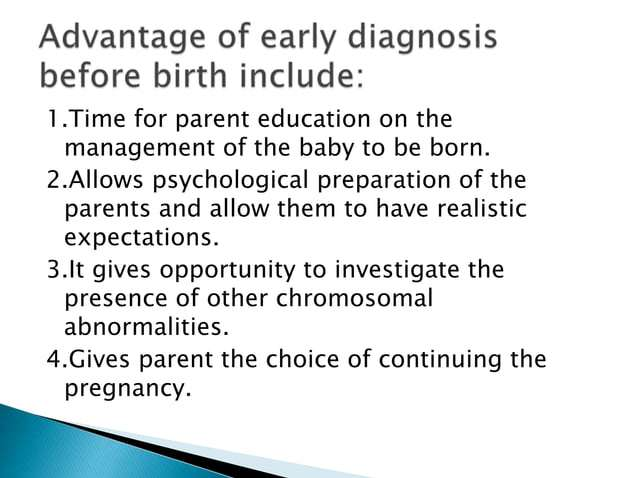 Advantage of early diagnosis
before birth include:
1.Time for parent education on the
management of the baby to be born.
2.Allows psychological preparation of the
parents and allow them to have realistic
expectations.
3.It gives opportunity to investigate the
presence of other chromosomal
abnormalities.
4.Gives parent the choice of continuing the
pregnancy.